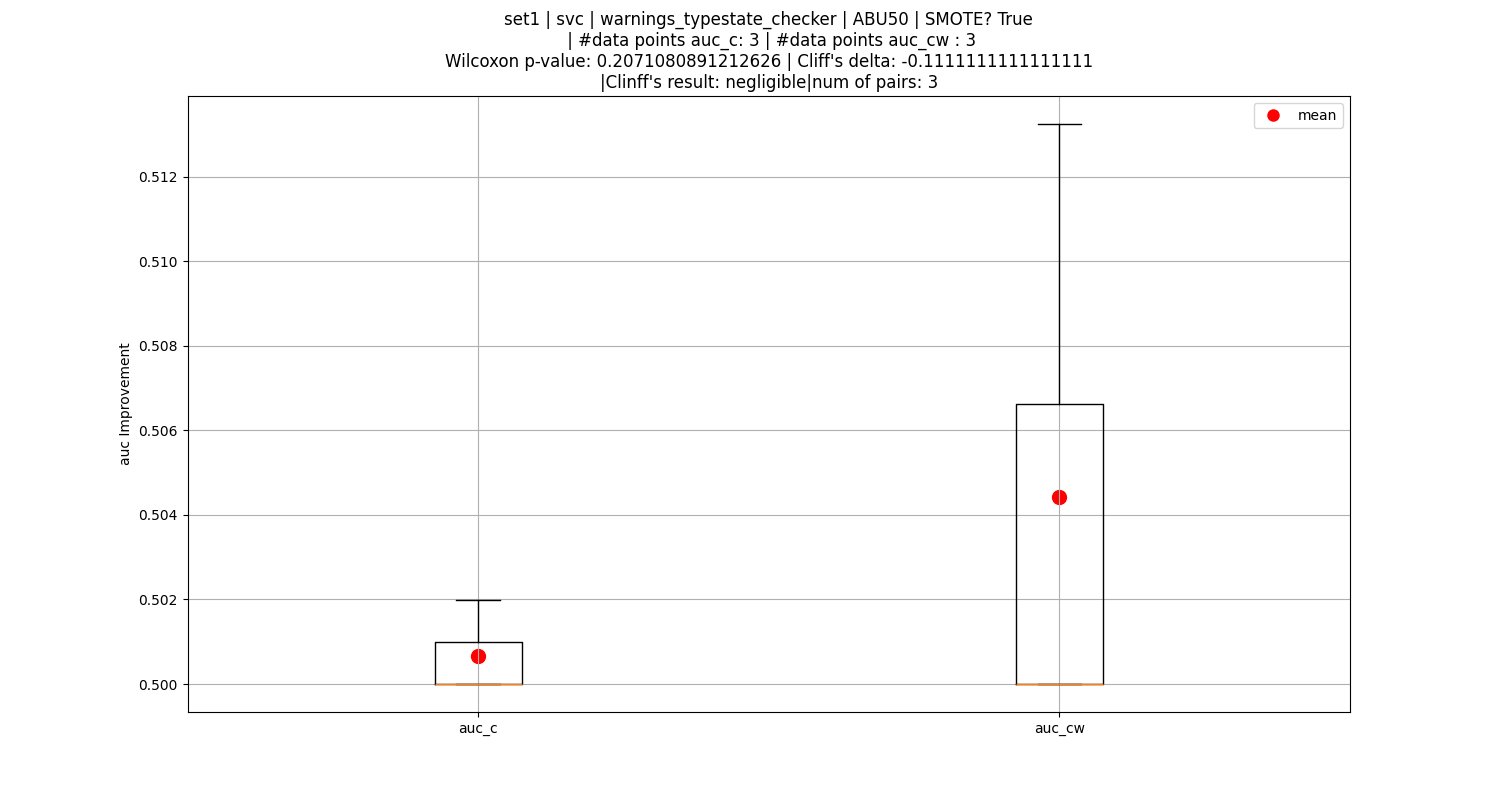 set1 | svc | warnings_typestate_checker | ABU50 | SMOTE? True
| #data points auc_c: 3 | #data points auc_cw : 3
Wilcoxon p-value: 0.2071080891212626 | Cliff's delta: -0.1111111111111111
|Clinff's result: negligible|num of pairs: 3
mean
0.512
0.510
0.508
0.506
0.504
0.502
0.500
auc Improvement
auc_c
auc_cw